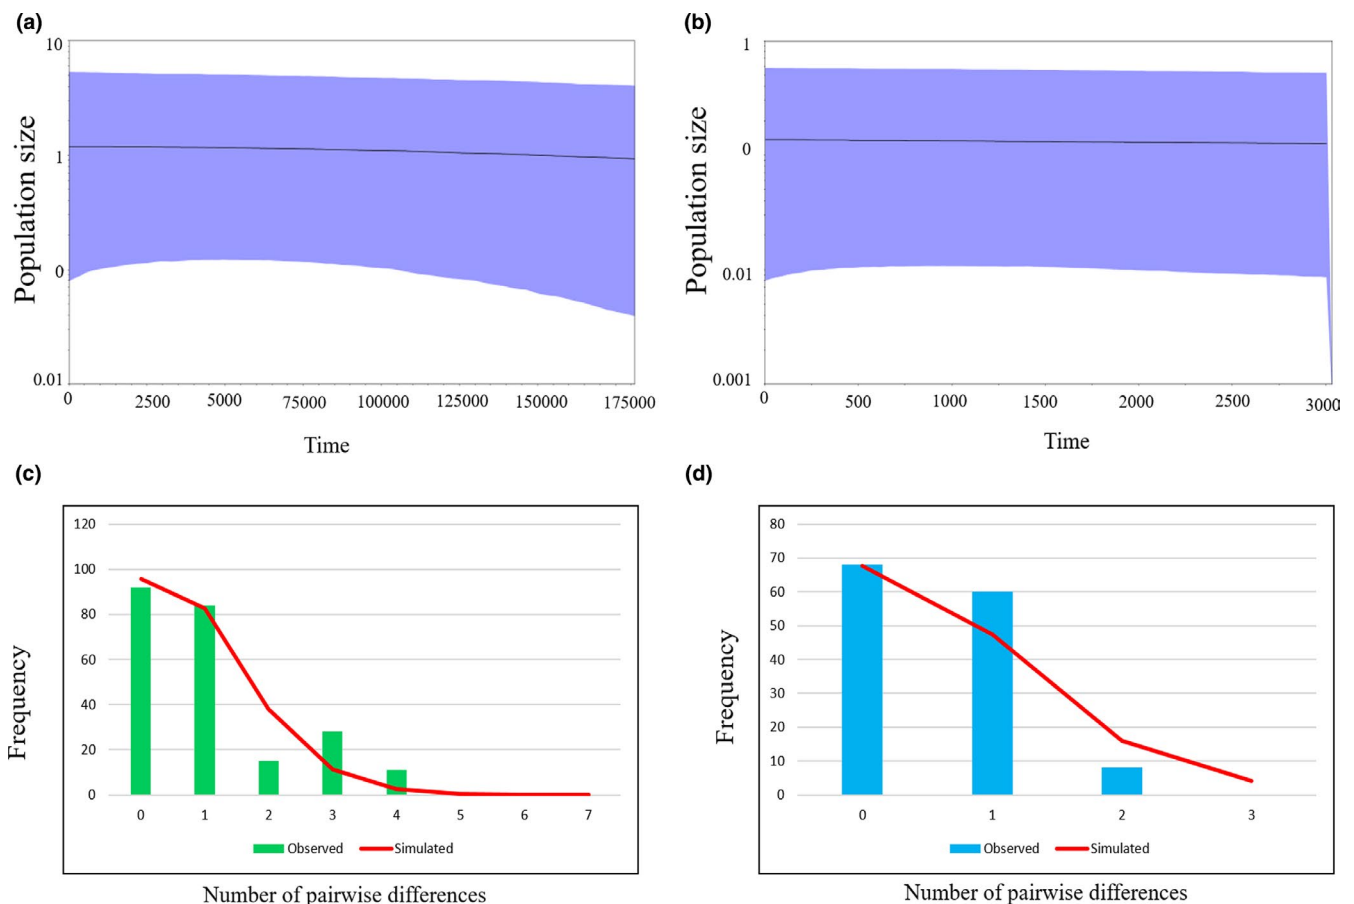 (a)
10
1
0
0.01
Population size
0
2500
5000
75000
100000
125000
150000
175000
Time
(b)
1
0
0.01
0.001
Population size
0
500
1000
1500
2000
2500
3000
Time
(c)
120
100
80
60
40
20
0
Frequency
0 1 2 3 4 5 6 7
Observed Simulated
Number of pairwise differences
(d)
80
70
60
50
40
30
20
10
0
Frequency
0 1 2 3
Observed Simulated
Number of pairwise differences